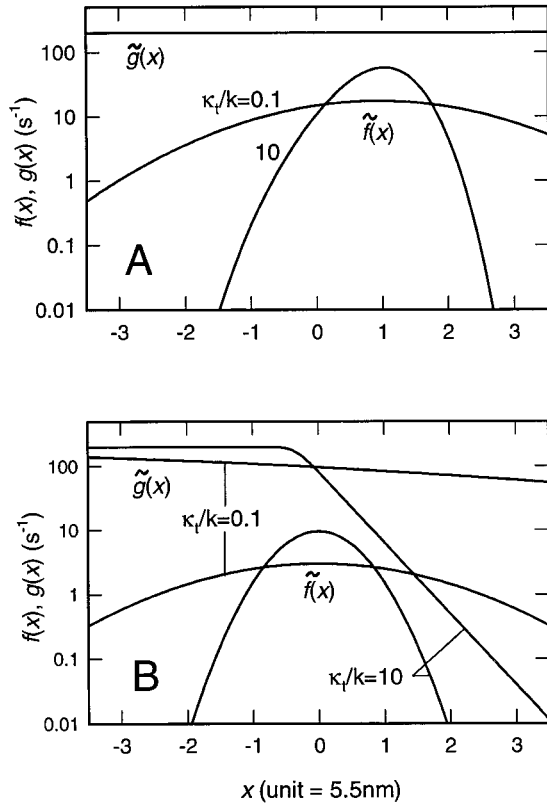 100
10
1
0.1
0.01
f(x), g(x) (s⁻¹)
g̃(x)
κₜ/k=0.1
10
f̃(x)
A
-3 -2 -1 0 1 2 3
100
10
1
0.1
0.01
f(x), g(x) (s⁻¹)
g̃(x)
κₜ/k=0.1
f̃(x)
κₜ/k=10
B
-3 -2 -1 0 1 2 3
x (unit = 5.5nm)